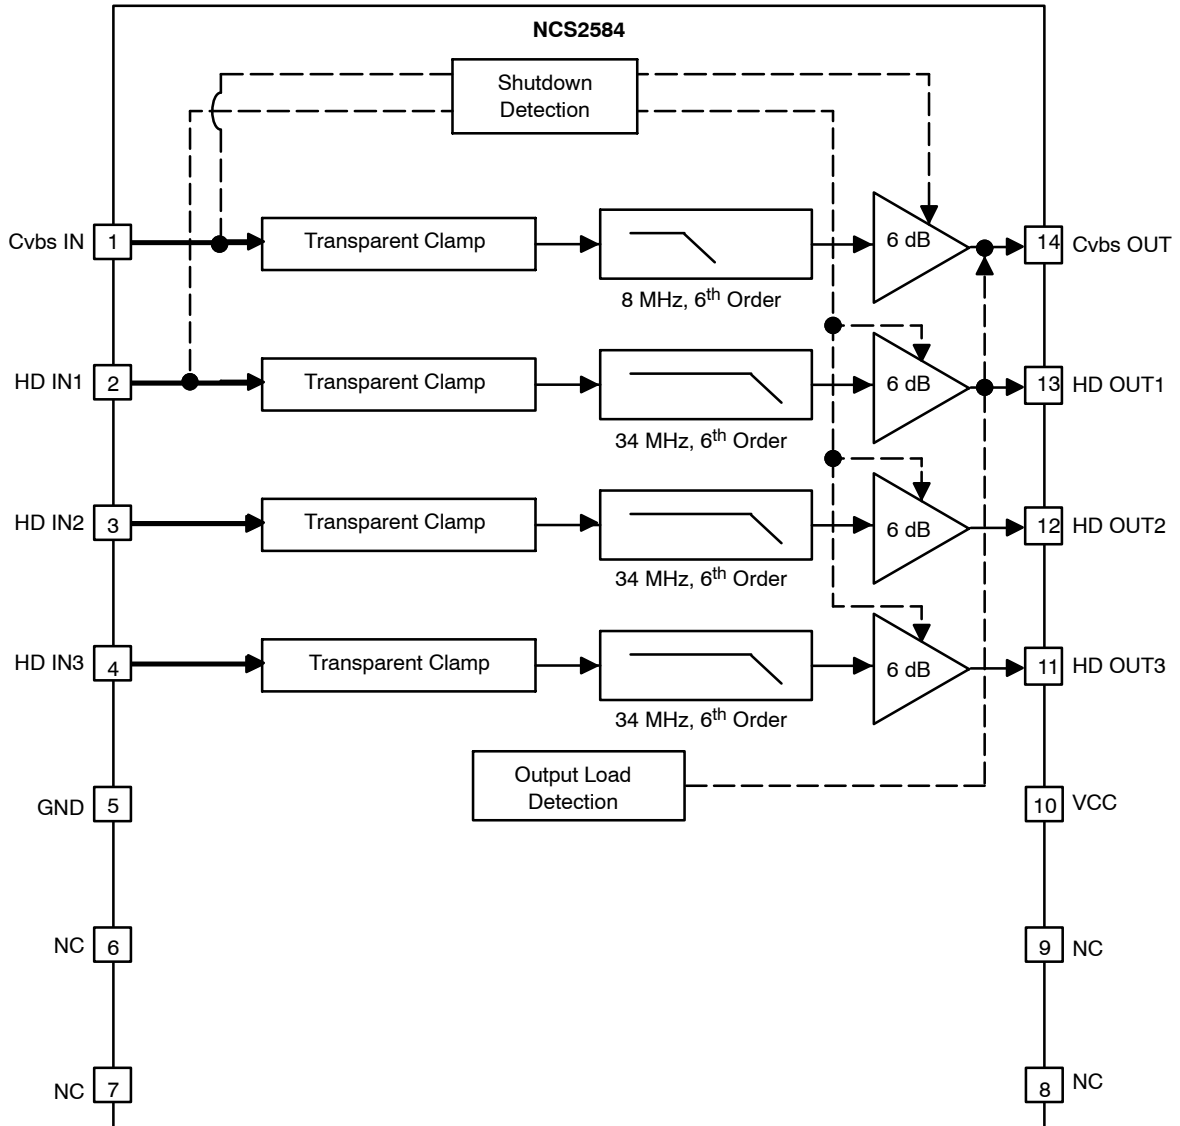 NCS2584
Shutdown
Detection
Cvbs IN
1
Transparent Clamp
8 MHz, 6th Order
6 dB
14
Cvbs OUT
HD IN1
2
Transparent Clamp
34 MHz, 6th Order
6 dB
13
HD OUT1
HD IN2
3
Transparent Clamp
34 MHz, 6th Order
6 dB
12
HD OUT2
HD IN3
4
Transparent Clamp
34 MHz, 6th Order
6 dB
11
HD OUT3
Output Load
Detection
GND
5
10
VCC
NC
6
9
NC
NC
7
8
NC